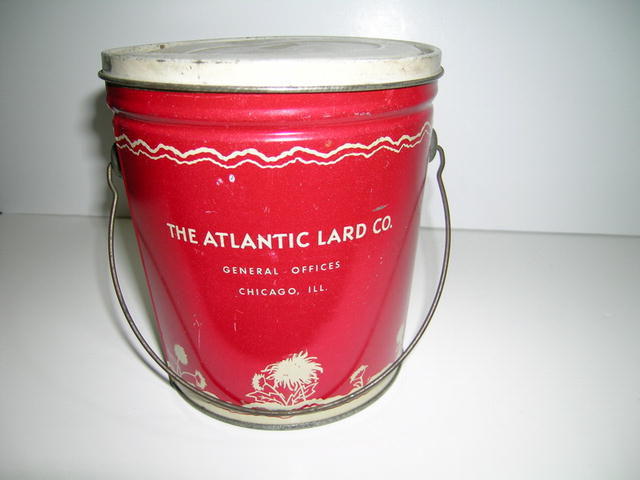 THE ATLANTIC LARD CO.
GENERAL OFFICES
CHICAGO, ILL.